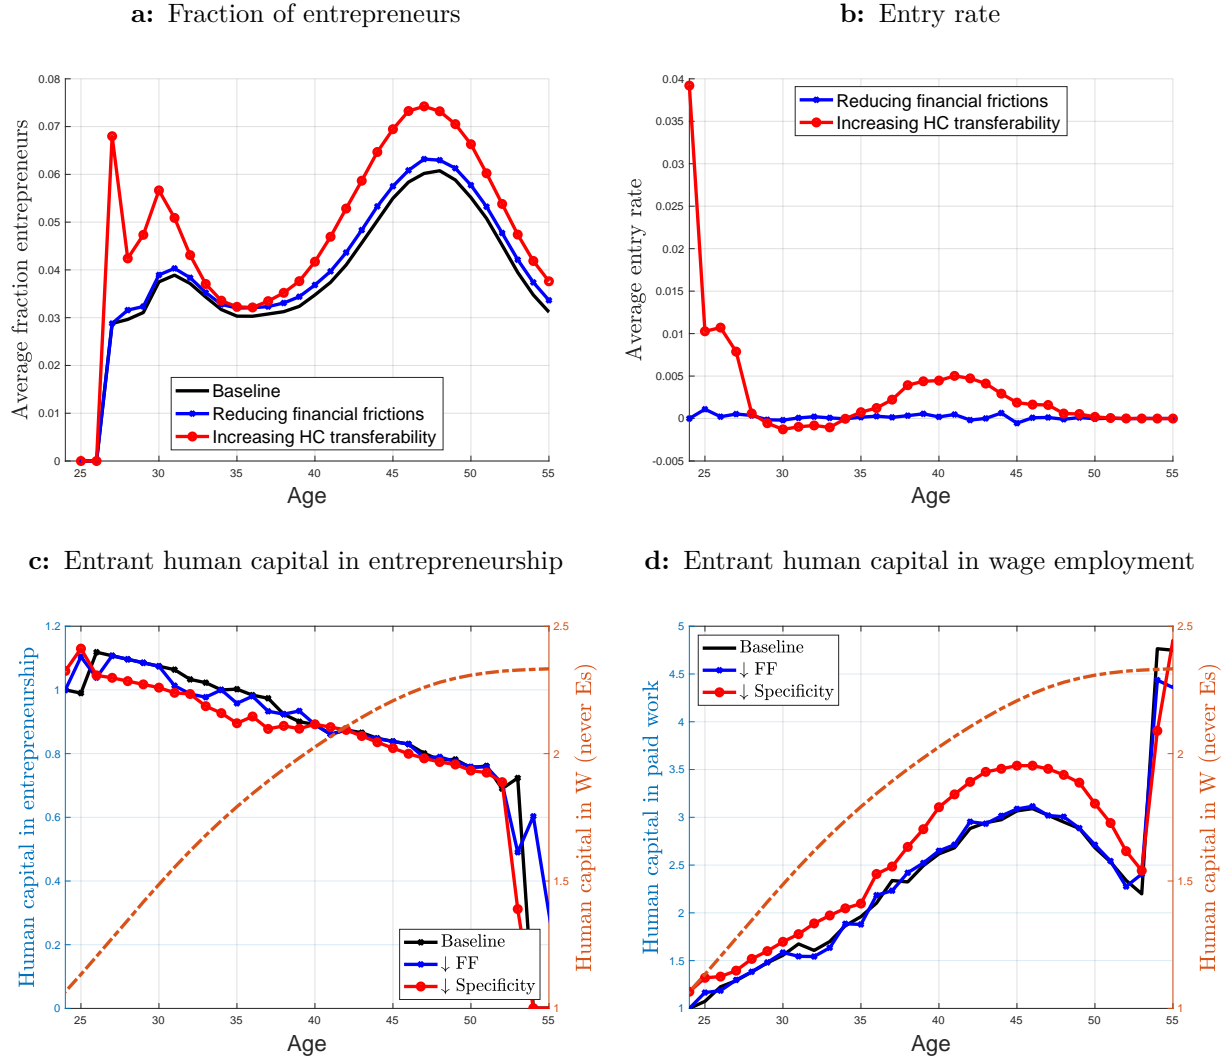 a: Fraction of entrepreneurs
0.08
0.07
0.06
0.05
0.04
0.03
0.02
0.01
0
Average fraction entrepreneurs
Baseline
Reducing financial frictions
Increasing HC transferability
25 30 35 40 45 50 55
Age
b: Entry rate
0.04
0.035
0.03
0.025
0.02
0.015
0.01
0.005
0
-0.005
Average entry rate
Reducing financial frictions
Increasing HC transferability
25 30 35 40 45 50 55
Age
c: Entrant human capital in entrepreneurship
1.2
1
0.8
0.6
0.4
0.2
0
Human capital in entrepreneurship
2.5
2
1.5
1
Human capital in W (never Es)
Baseline
↓ FF
↓ Specificity
25 30 35 40 45 50 55
Age
d: Entrant human capital in wage employment
5
4.5
4
3.5
3
2.5
2
1.5
1
Human capital in paid work
2.5
2
1.5
1
Human capital in W (never Es)
Baseline
↓ FF
↓ Specificity
25 30 35 40 45 50 55
Age